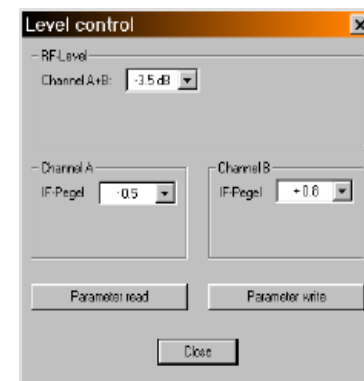 Level control
RF-Level
Channel A+B: -3.5 dB
Channel A
IF-Pegel -0.5
Channel B
IF-Pegel +0.8
Parameter read
Parameter write
Close